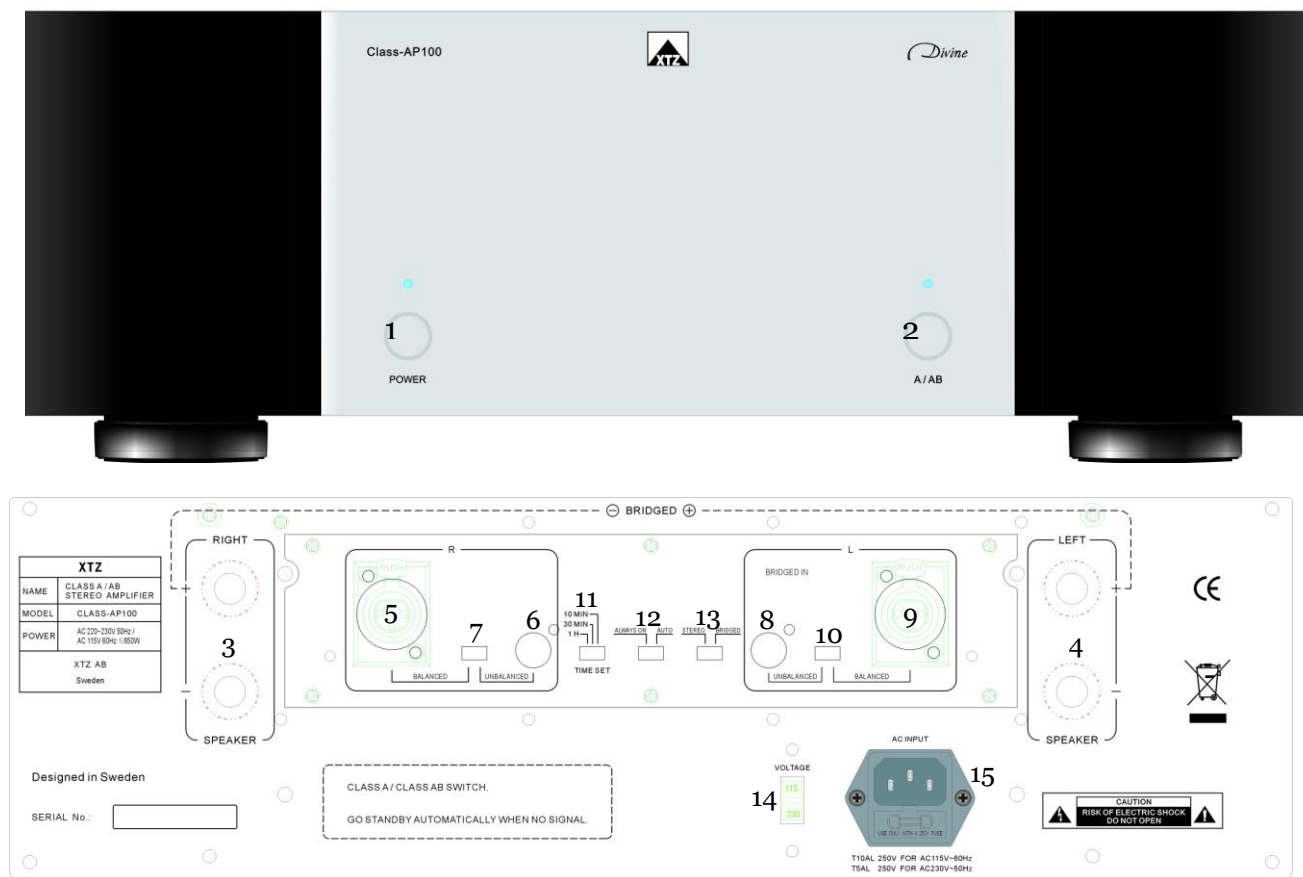 Class-AP100
XTZ
Divine
1
2
POWER
A / AB
⊖ BRIDGED ⊕
RIGHT
LEFT
XTZ
NAME CLASS A / AB
STEREO AMPLIFIER
MODEL CLASS-AP100
POWER AC 220~230V 50Hz /
AC 115V 60Hz ≤650W
XTZ AB
Sweden
+
3
−
SPEAKER
R
PUSH
5
7
6
BALANCED
UNBALANCED
11
10 MIN
30 MIN
1 H
TIME SET
12
ALWAYS ON AUTO
13
STEREO BRIDGED
L
BRIDGED IN
PUSH
8
10
9
UNBALANCED
BALANCED
+
4
−
SPEAKER
CE
Designed in Sweden
SERIAL No.:
CLASS A / CLASS AB SWITCH.
GO STANDBY AUTOMATICALLY WHEN NO SIGNAL.
VOLTAGE
14
115
230
AC INPUT
15
USE ONLY WITH A 250V FUSE
T10AL 250V FOR AC115V~60Hz
T5AL 250V FOR AC230V~50Hz
CAUTION
RISK OF ELECTRIC SHOCK
DO NOT OPEN